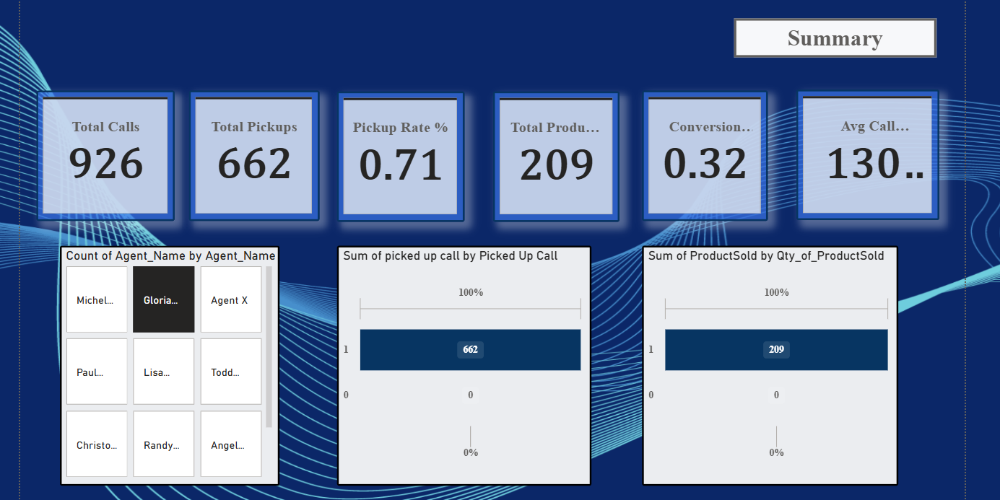 Summary
Total Calls
926
Total Pickups
662
Pickup Rate %
0.71
Total Produ...
209
Conversion...
0.32
Avg Call...
130..
Count of Agent_Name by Agent_Name
Michel...
Gloria...
Agent X
Paul...
Lisa...
Todd...
Christo...
Randy...
Angel...
Sum of picked up call by Picked Up Call
100%
1
662
0
0
0%
Sum of ProductSold by Qty_of_ProductSold
100%
1
209
0
0
0%